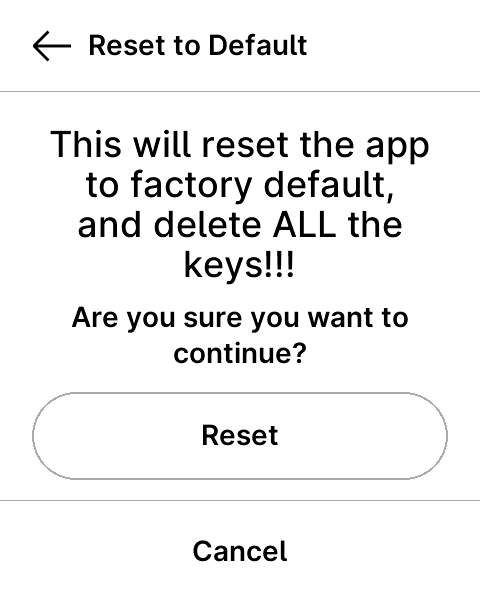 Reset to Default
This will reset the app
to factory default,
and delete ALL the
keys!!!
Are you sure you want to
continue?
Reset
Cancel